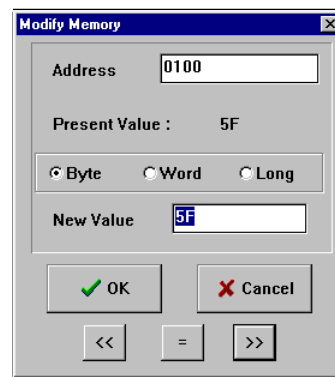 Modify Memory
Address 0100
Present Value : 5F
Byte Word Long
New Value 5F
OK Cancel
<< = >>